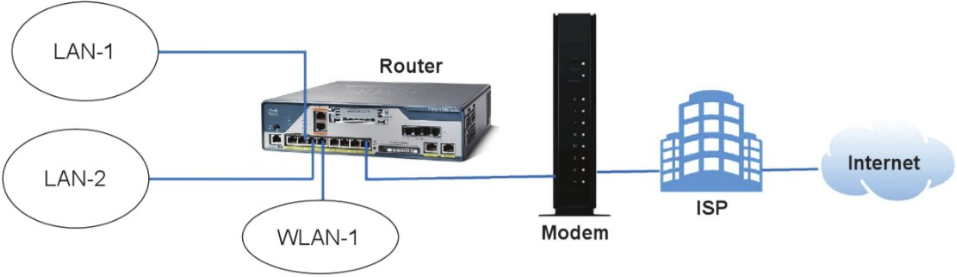 LAN-1
Router
LAN-2
WLAN-1
Modem
ISP
Internet